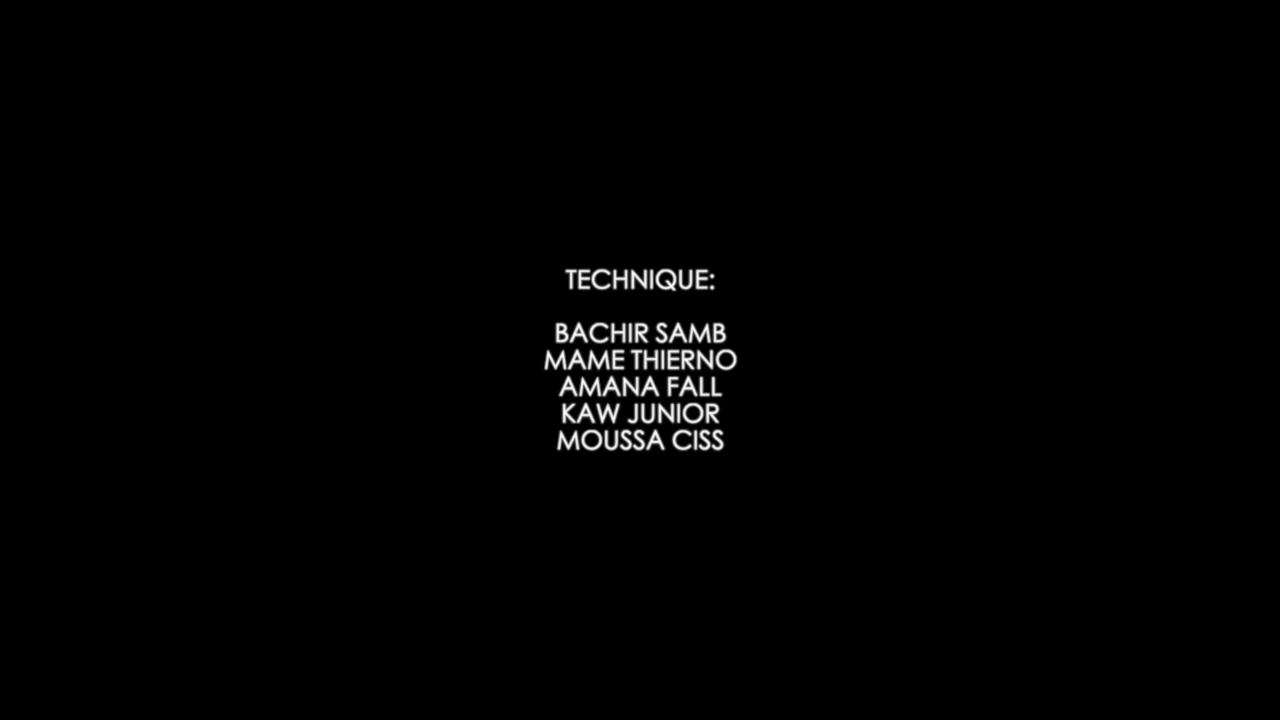 TECHNIQUE:
BACHIR SAMB
MAME THIERNO
AMANA FALL
KAW JUNIOR
MOUSSA CISS